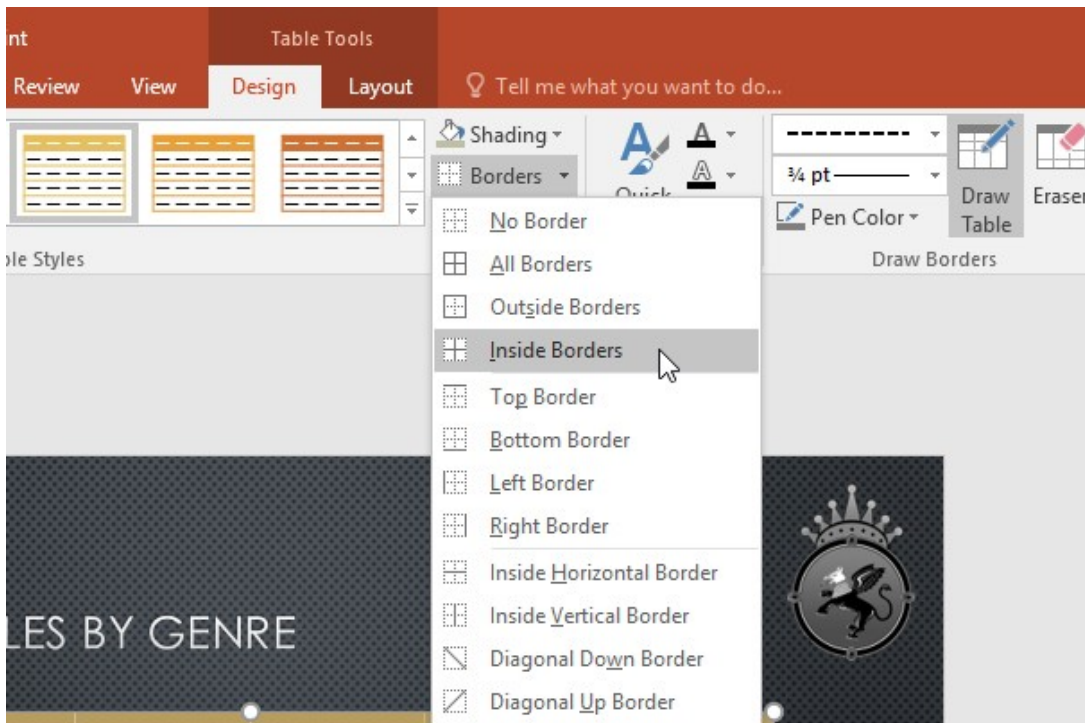 int
Table Tools
Review View Design Layout Tell me what you want to do...
Shading
Borders
¾ pt
Pen Color
Draw
Table
Eraser
ble Styles
Draw Borders
No Border
All Borders
Outside Borders
Inside Borders
Top Border
Bottom Border
Left Border
Right Border
Inside Horizontal Border
Inside Vertical Border
Diagonal Down Border
Diagonal Up Border
LES BY GENRE